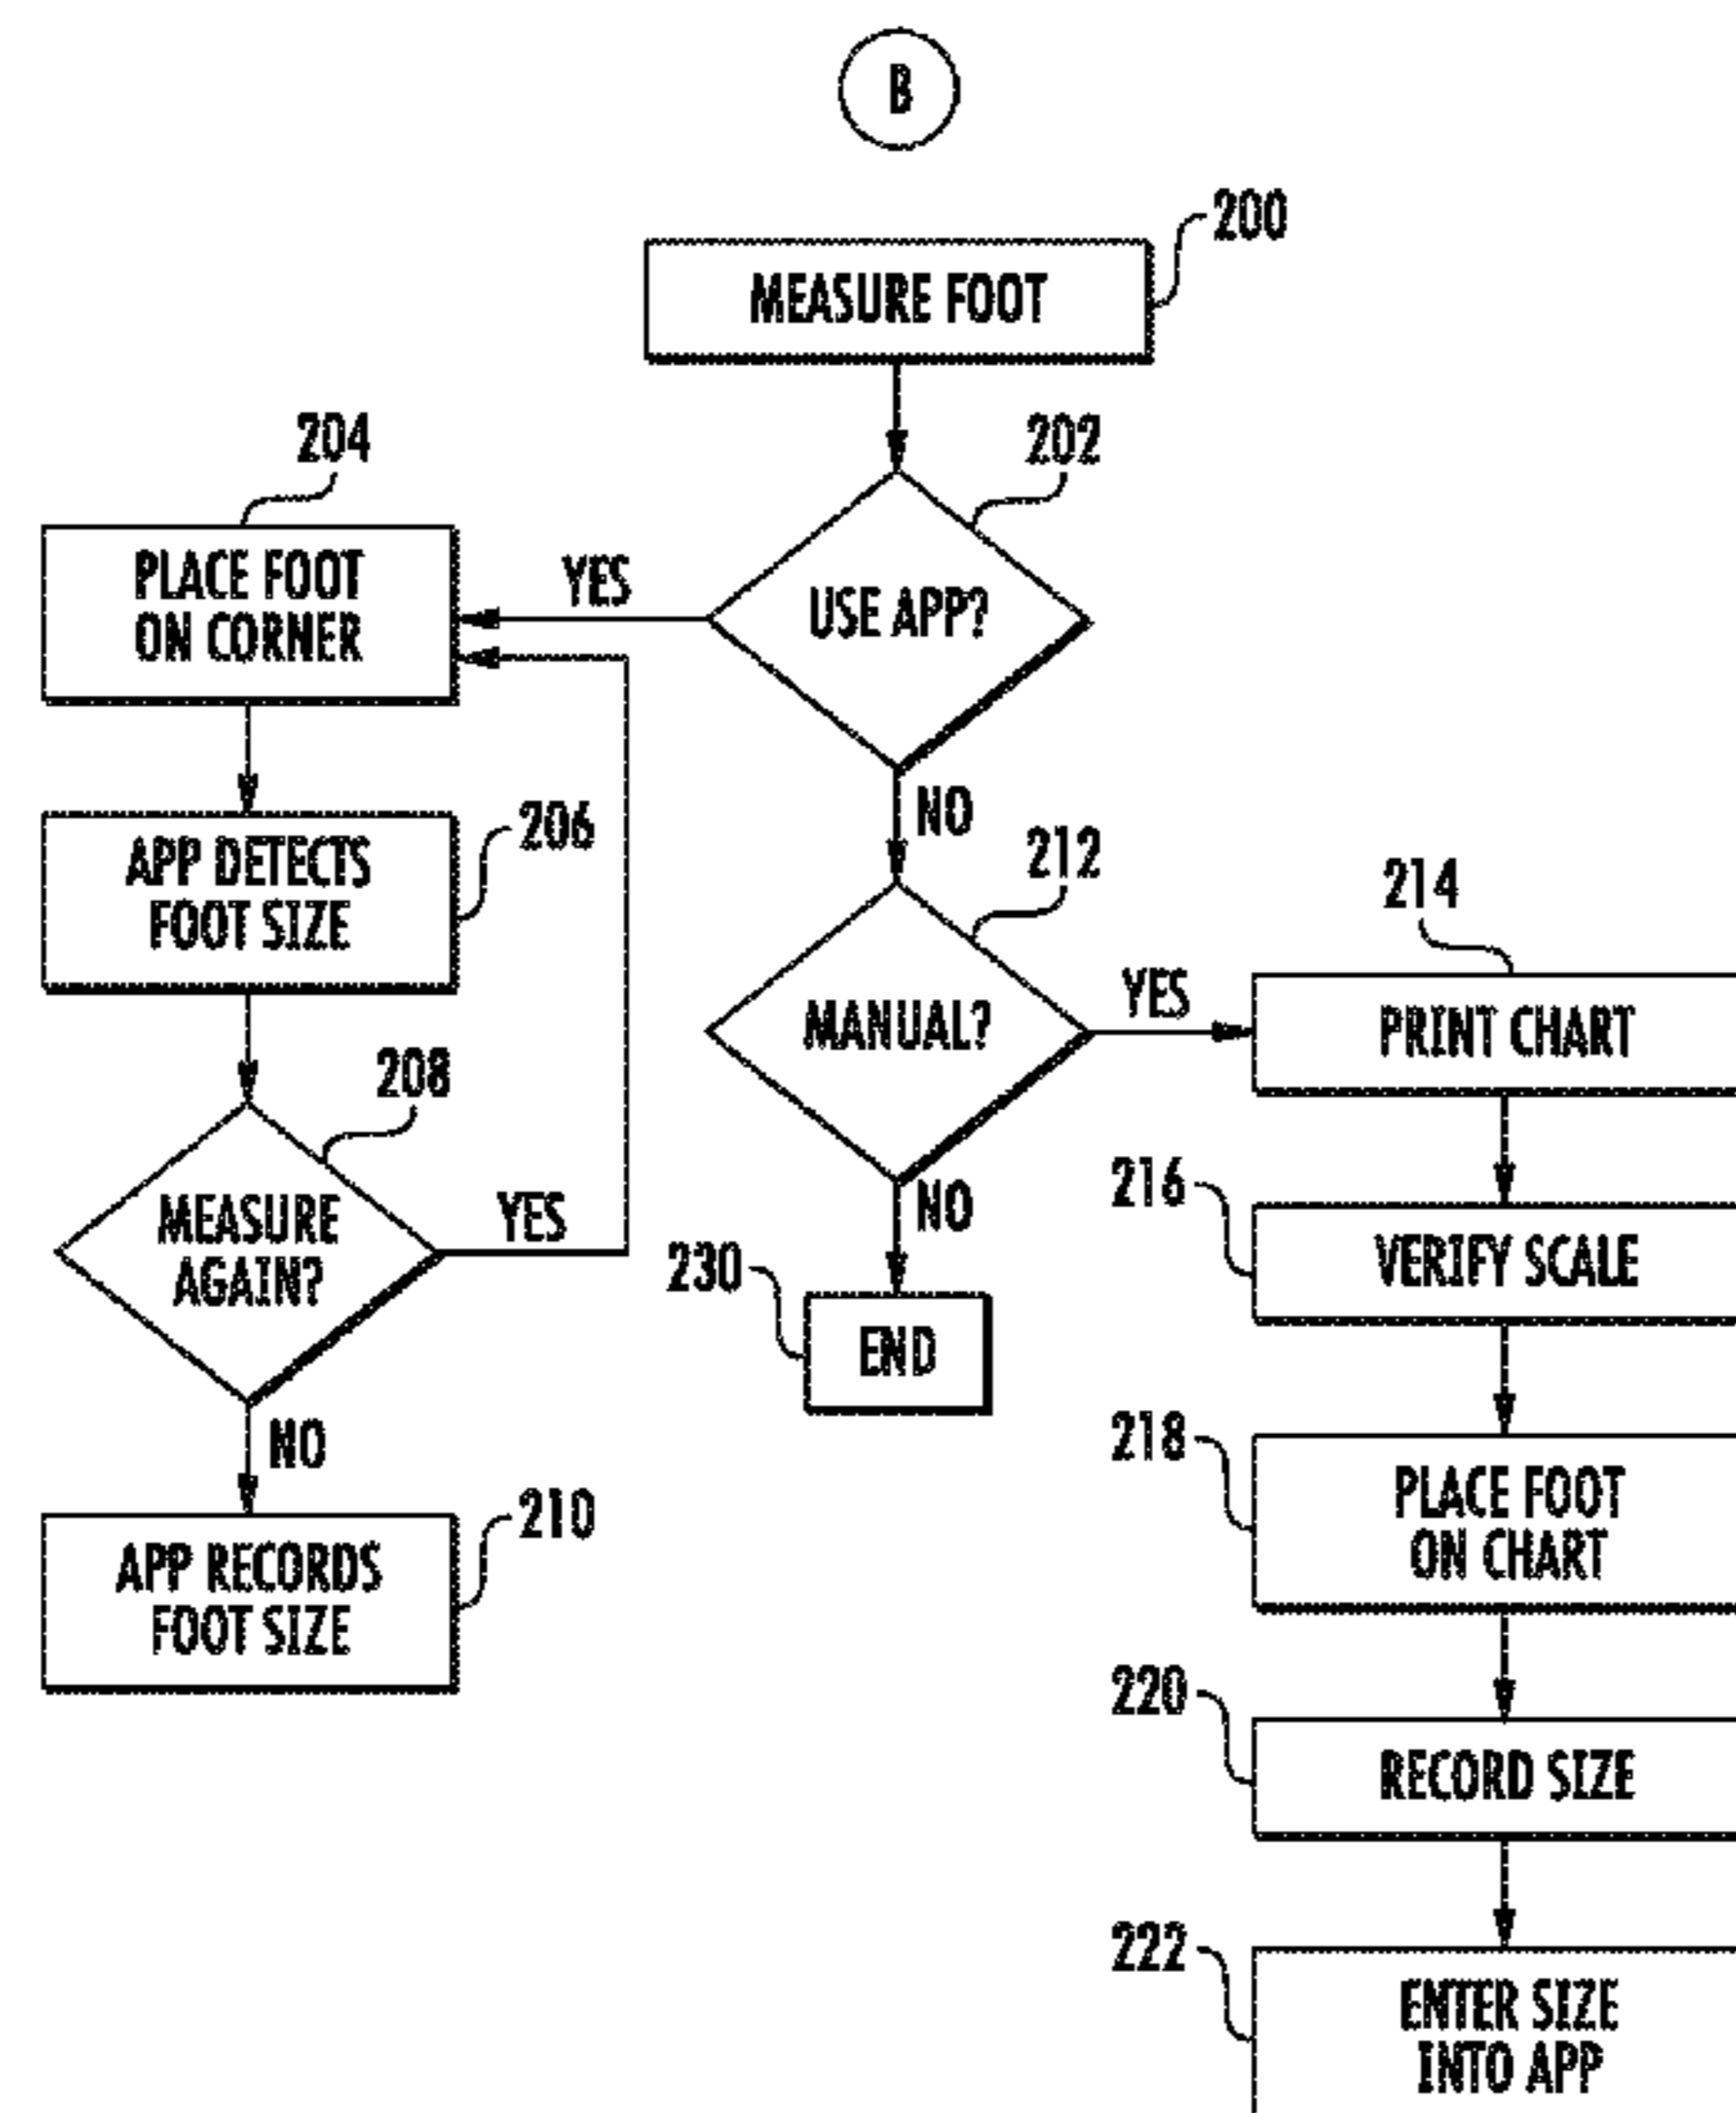 B
200
MEASURE FOOT
202
204
PLACE FOOT
ON CORNER
YES
USE APP?
NO
206
APP DETECTS
FOOT SIZE
212
214
208
MANUAL?
YES
PRINT CHART
MEASURE
AGAIN?
YES
NO
216
VERIFY SCALE
230
END
NO
218
PLACE FOOT
ON CHART
210
APP RECORDS
FOOT SIZE
220
RECORD SIZE
222
ENTER SIZE
INTO APP